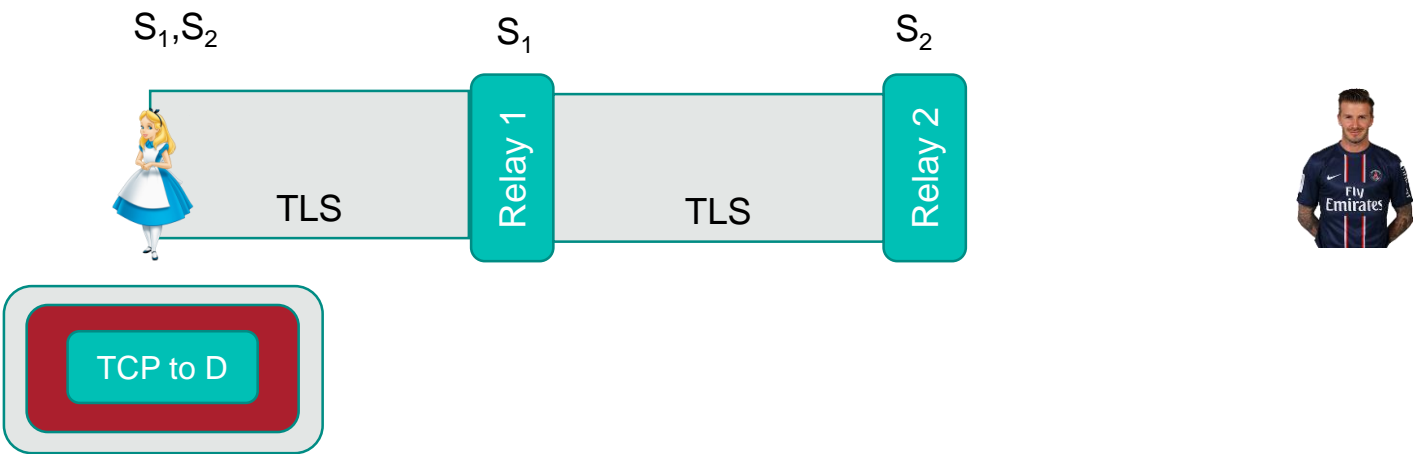 S₁,S₂
S₁
S₂
TLS
Relay 1
TLS
Relay 2
Fly
Emirates
TCP to D